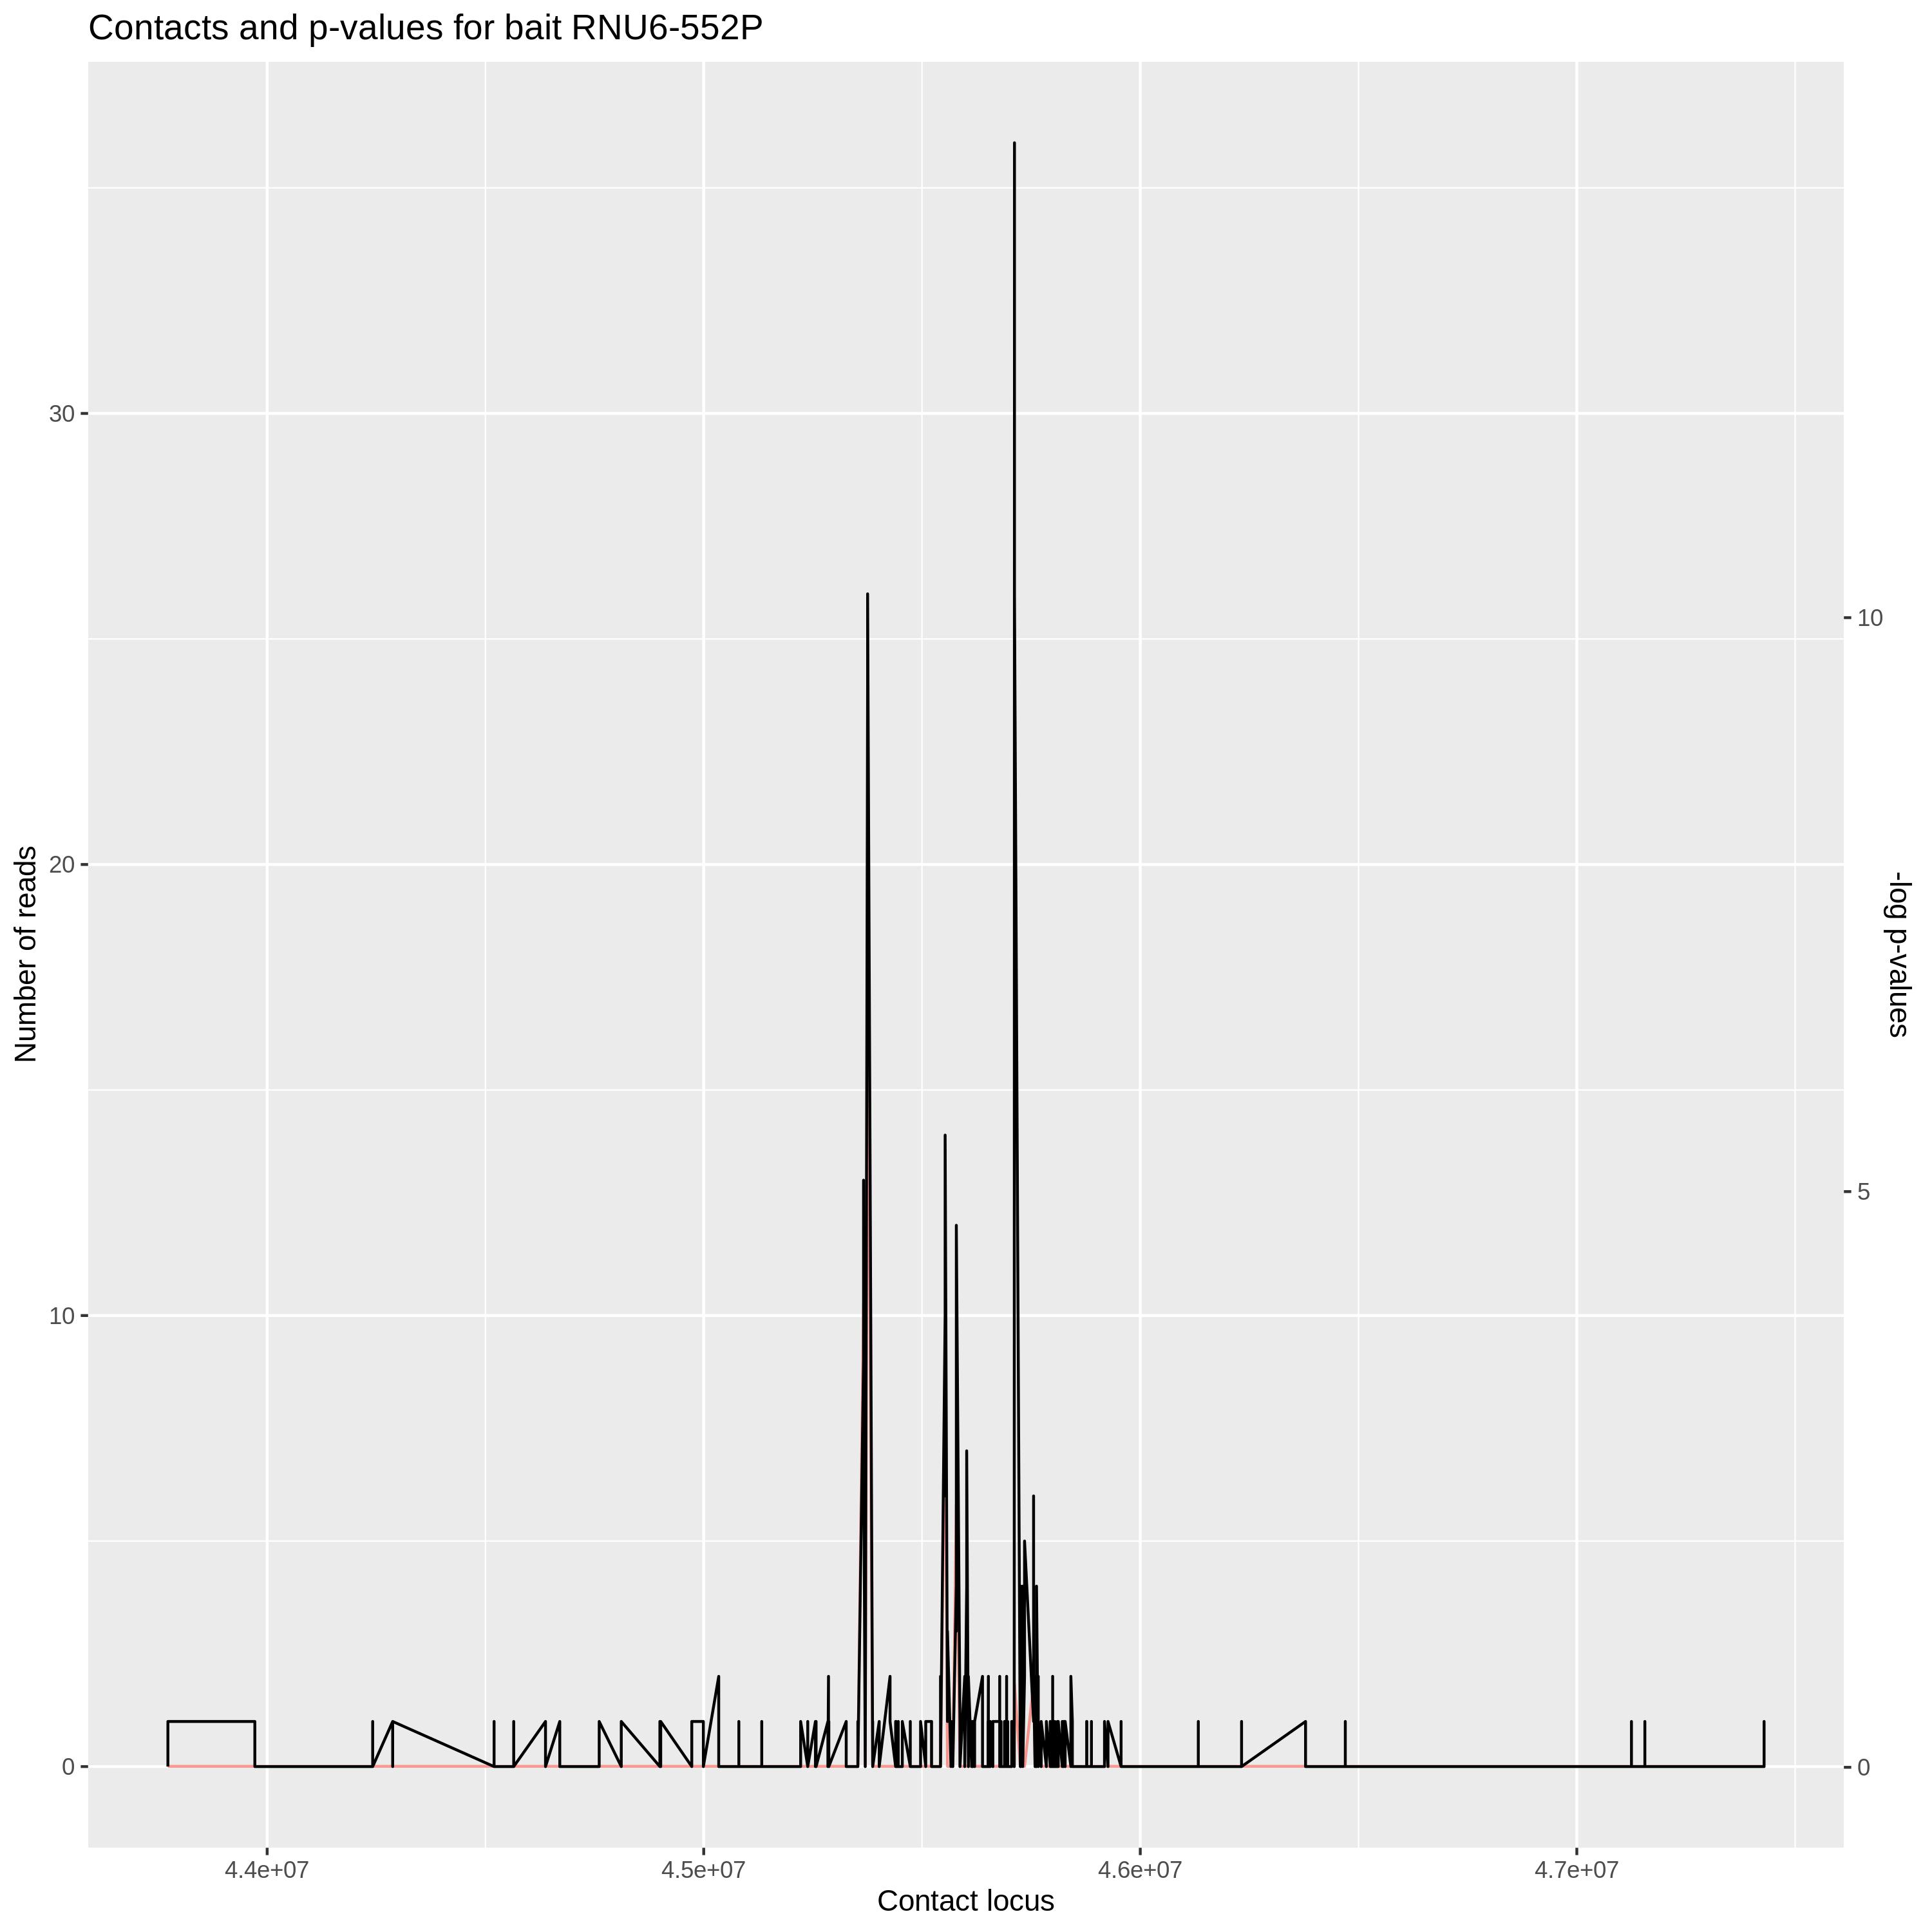 Contacts and p-values for bait RNU6-552P
30
20
10
0
Number of reads
10
5
0
-log p-values
4.4e+07
4.5e+07
4.6e+07
4.7e+07
Contact locus